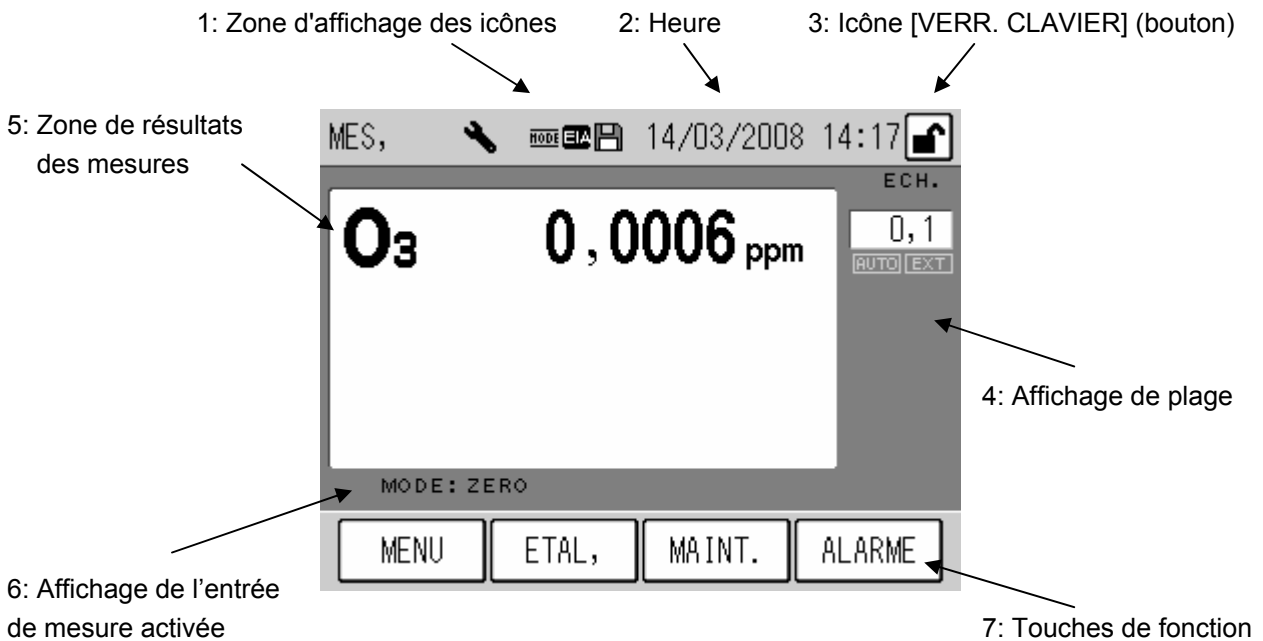 1: Zone d'affichage des icônes
2: Heure
3: Icône [VERR. CLAVIER] (bouton)
5: Zone de résultats
des mesures
MES,
MODE EIA
14/03/2008 14:17
ECH.
O3 0,0006 ppm
0,1
AUTO EXT
4: Affichage de plage
MODE: ZERO
MENU
ETAL,
MAINT.
ALARME
6: Affichage de l’entrée
de mesure activée
7: Touches de fonction